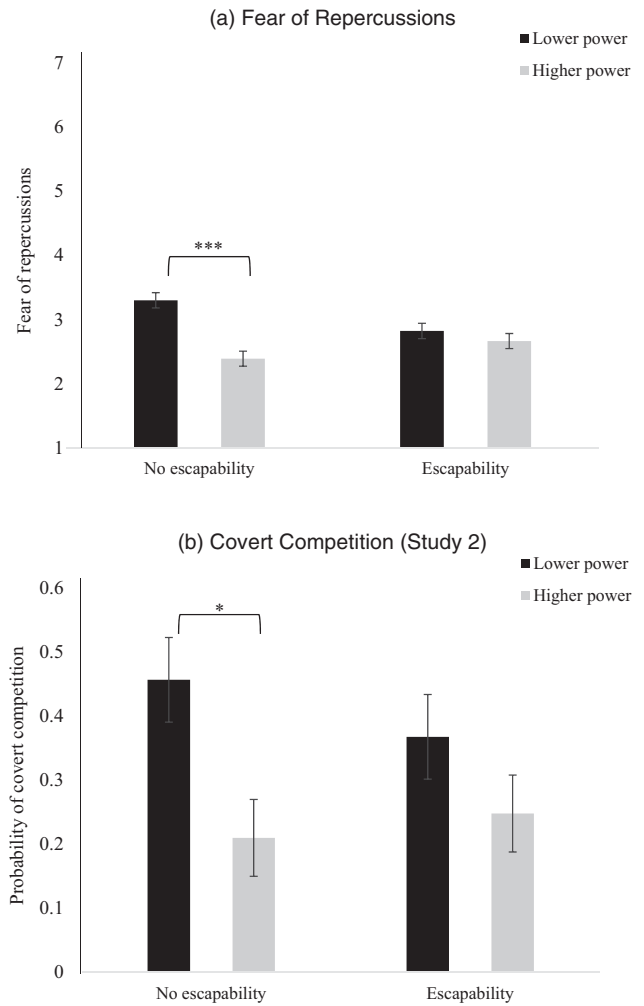 (a) Fear of Repercussions
Lower power
Higher power
7
6
5
4
3
2
1
Fear of repercussions
***
No escapability
Escapability
(b) Covert Competition (Study 2)
Lower power
Higher power
0.6
0.5
0.4
0.3
0.2
0.1
0
Probability of covert competition
*
No escapability
Escapability